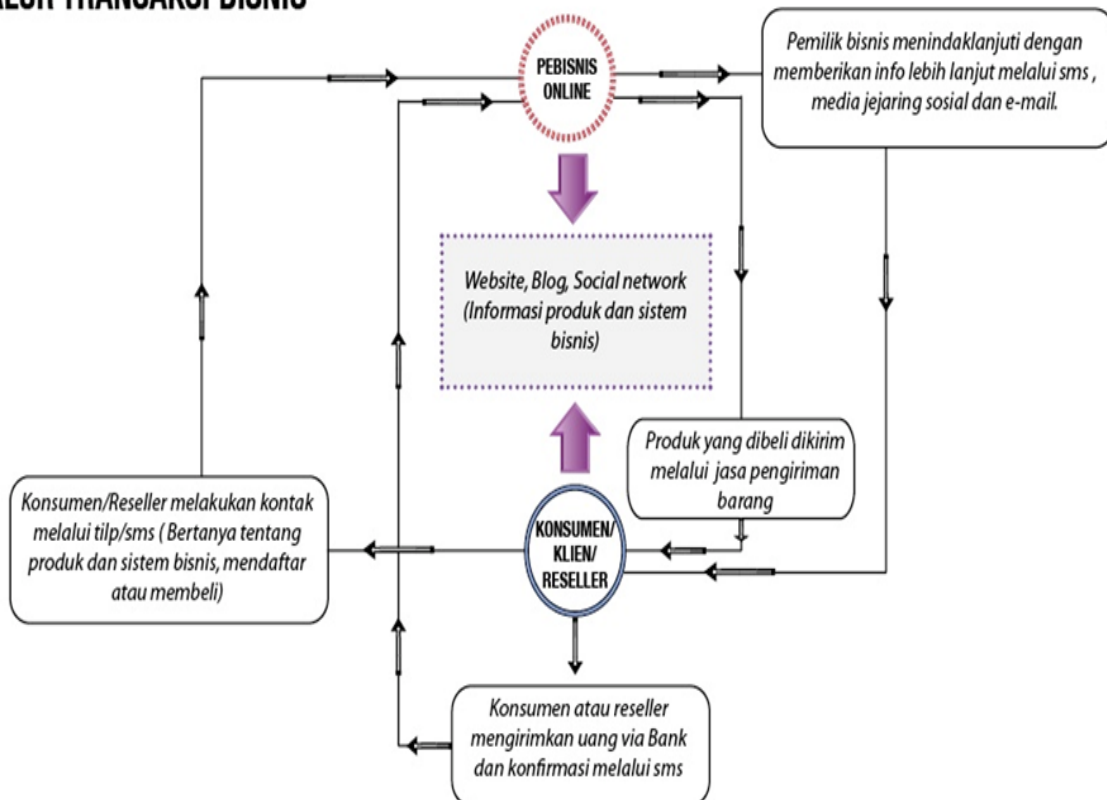 ALUR TRANSAKSI BISNIS
PEBISNIS
ONLINE
Pemilik bisnis menindaklanjuti dengan
memberikan info lebih lanjut melalui sms ,
media jejaring sosial dan e-mail.
Website, Blog, Social network
(Informasi produk dan sistem
bisnis)
Produk yang dibeli dikirim
melalui jasa pengiriman
barang
Konsumen/Reseller melakukan kontak
melalui tilp/sms ( Bertanya tentang
produk dan sistem bisnis, mendaftar
atau membeli)
KONSUMEN/
KLIEN/
RESELLER
Konsumen atau reseller
mengirimkan uang via Bank
dan konfirmasi melalui sms